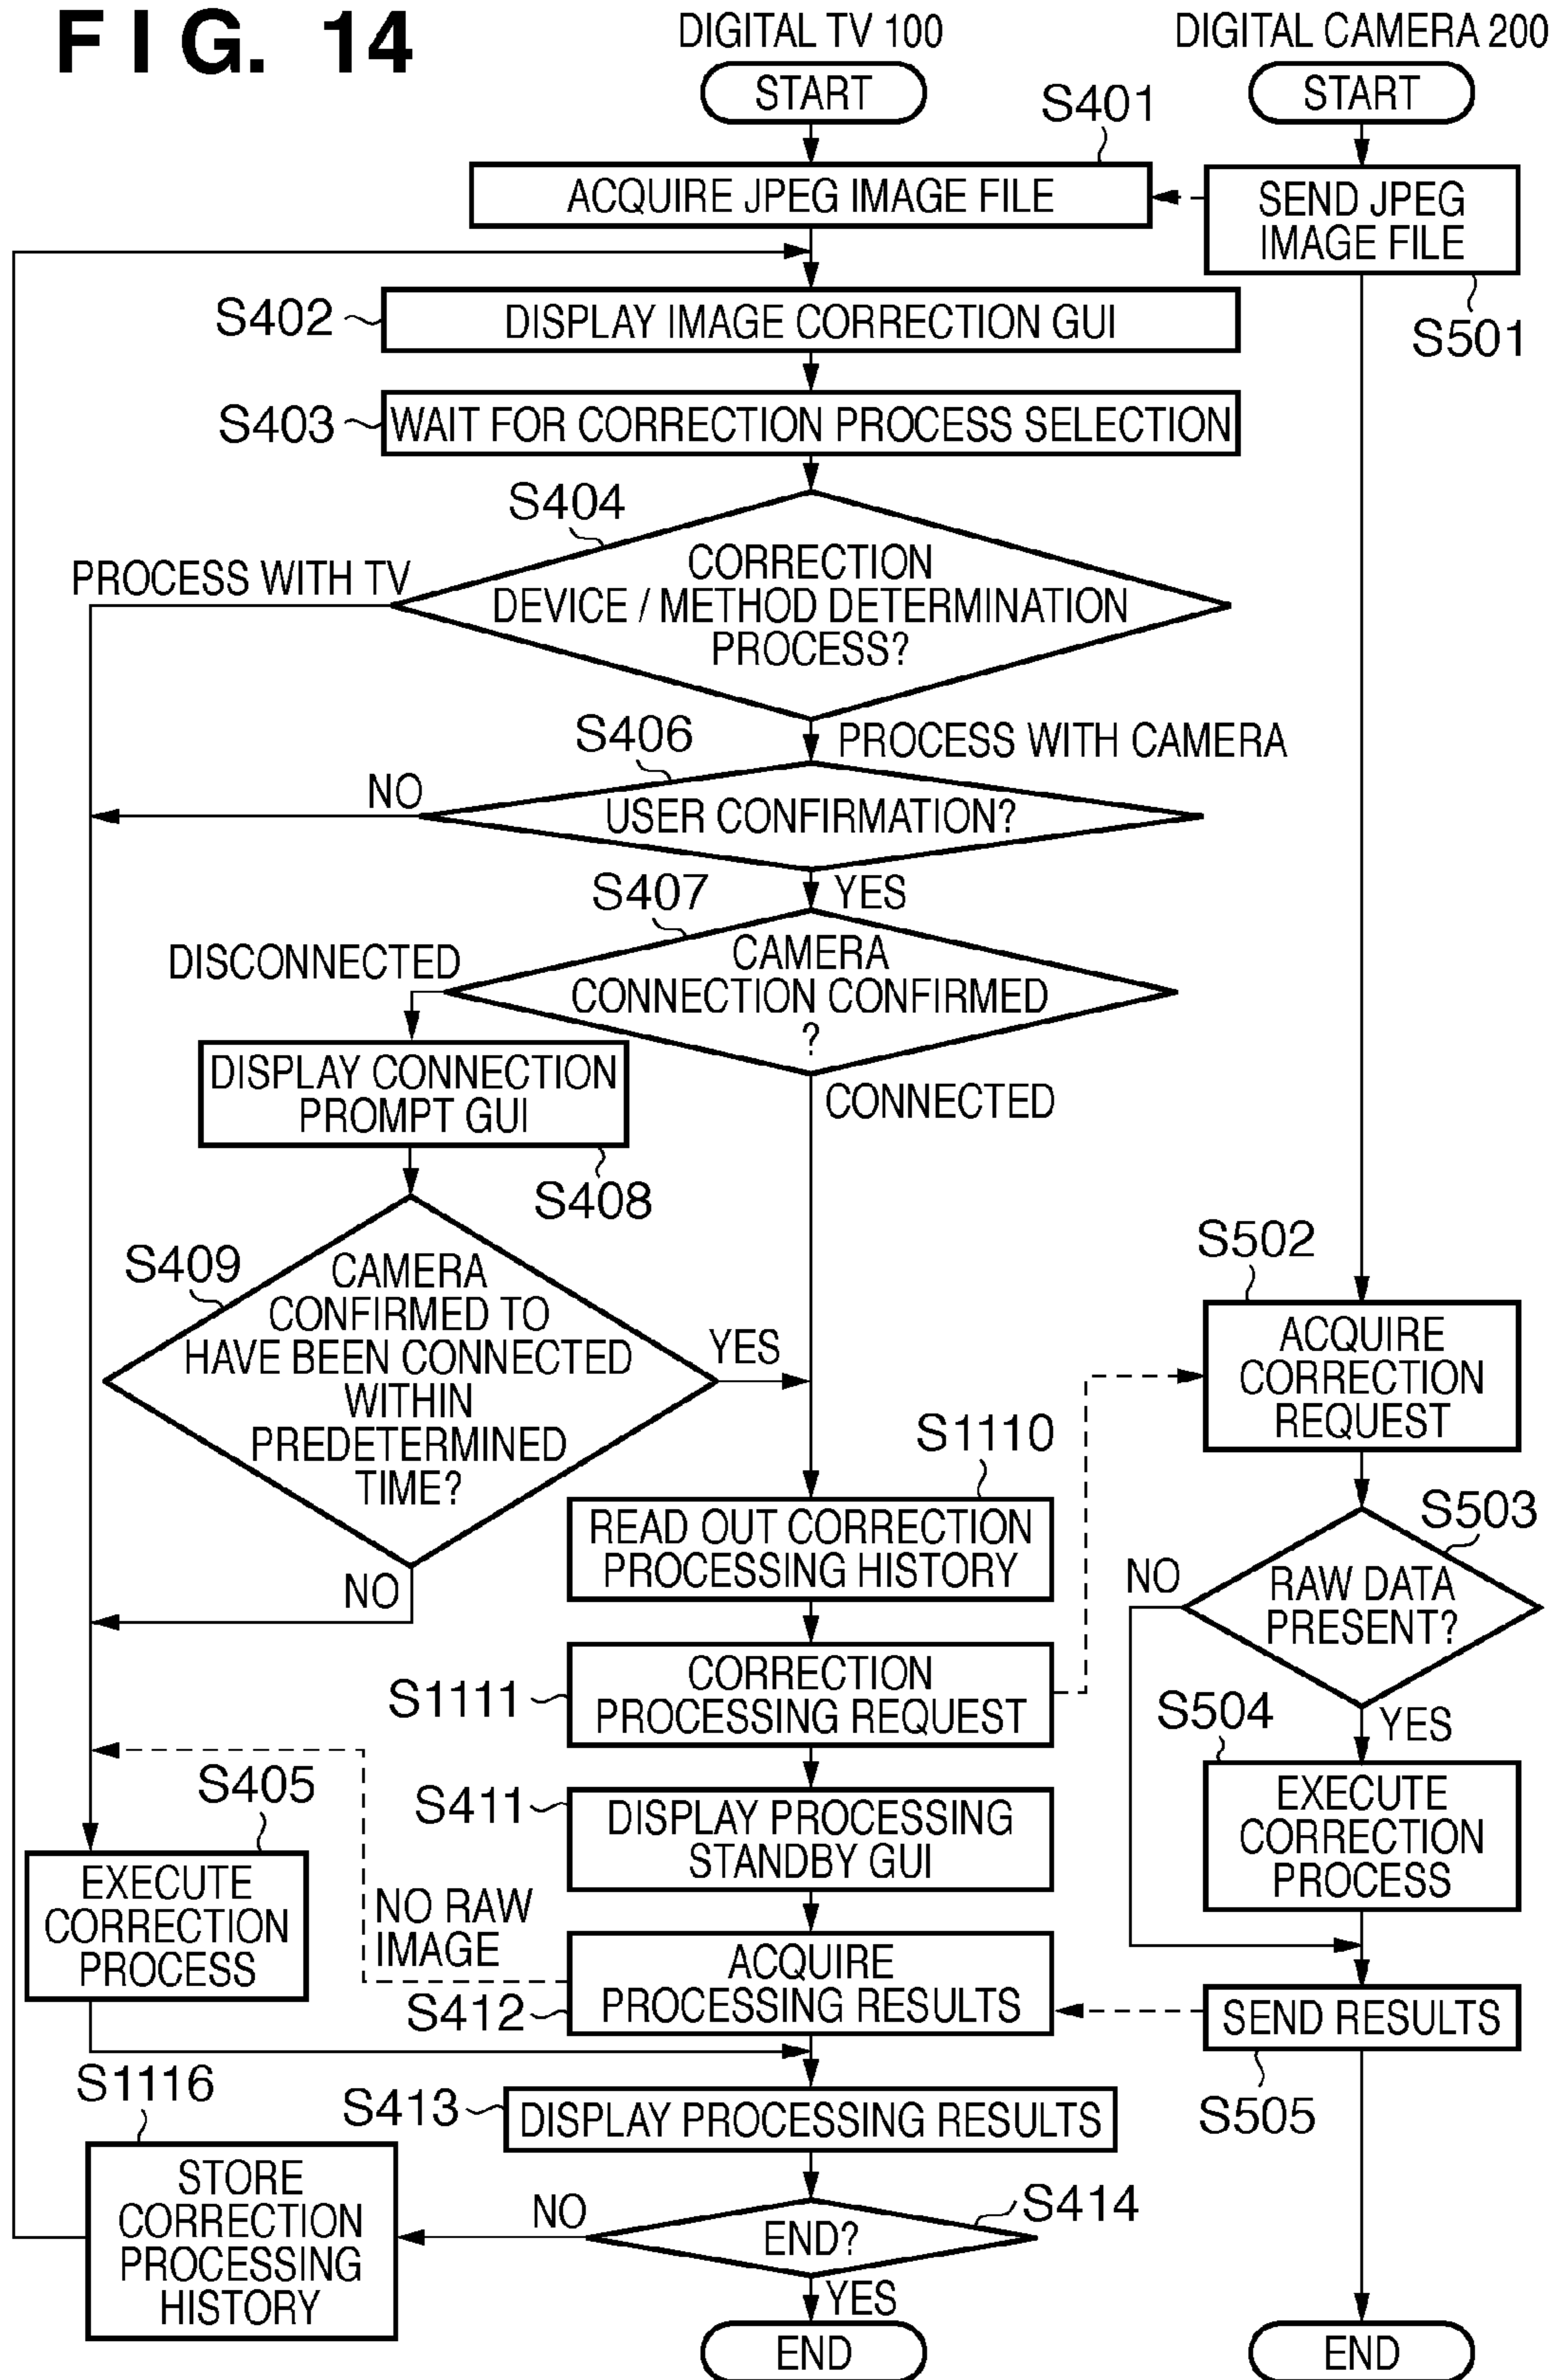 FIG. 14
DIGITAL TV 100
DIGITAL CAMERA 200
START
START
S401
ACQUIRE JPEG IMAGE FILE
SEND JPEG
IMAGE FILE
S501
S402
DISPLAY IMAGE CORRECTION GUI
S403
WAIT FOR CORRECTION PROCESS SELECTION
S404
PROCESS WITH TV
CORRECTION
DEVICE / METHOD DETERMINATION
PROCESS?
PROCESS WITH CAMERA
S406
NO
USER CONFIRMATION?
YES
S407
DISCONNECTED
CAMERA
CONNECTION CONFIRMED
?
CONNECTED
DISPLAY CONNECTION
PROMPT GUI
S408
S409
CAMERA
CONFIRMED TO
HAVE BEEN CONNECTED
WITHIN
PREDETERMINED
TIME?
YES
NO
S502
ACQUIRE
CORRECTION
REQUEST
S1110
READ OUT CORRECTION
PROCESSING HISTORY
S503
NO
RAW DATA
PRESENT?
YES
S1111
CORRECTION
PROCESSING REQUEST
S504
EXECUTE
CORRECTION
PROCESS
S405
EXECUTE
CORRECTION
PROCESS
S411
DISPLAY PROCESSING
STANDBY GUI
NO RAW
IMAGE
S412
ACQUIRE
PROCESSING RESULTS
SEND RESULTS
S505
S1116
STORE
CORRECTION
PROCESSING
HISTORY
S413
DISPLAY PROCESSING RESULTS
S414
NO
END?
YES
END
END